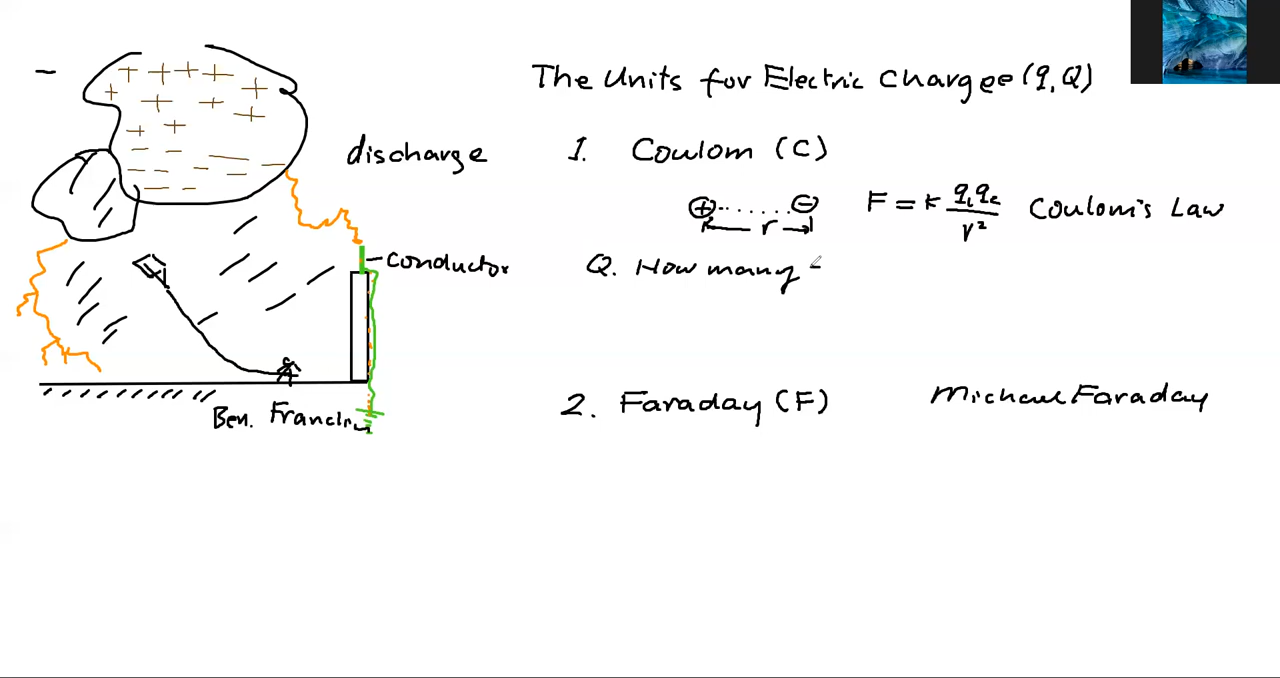 The Units for Electric Chargee (q, Q)
discharge
1. Coulom (C)
F = k q₁q₂ / r² Coulom's Law
r
conductor
Q. How many
2. Faraday (F) Michael Faraday
Ben. Franclin